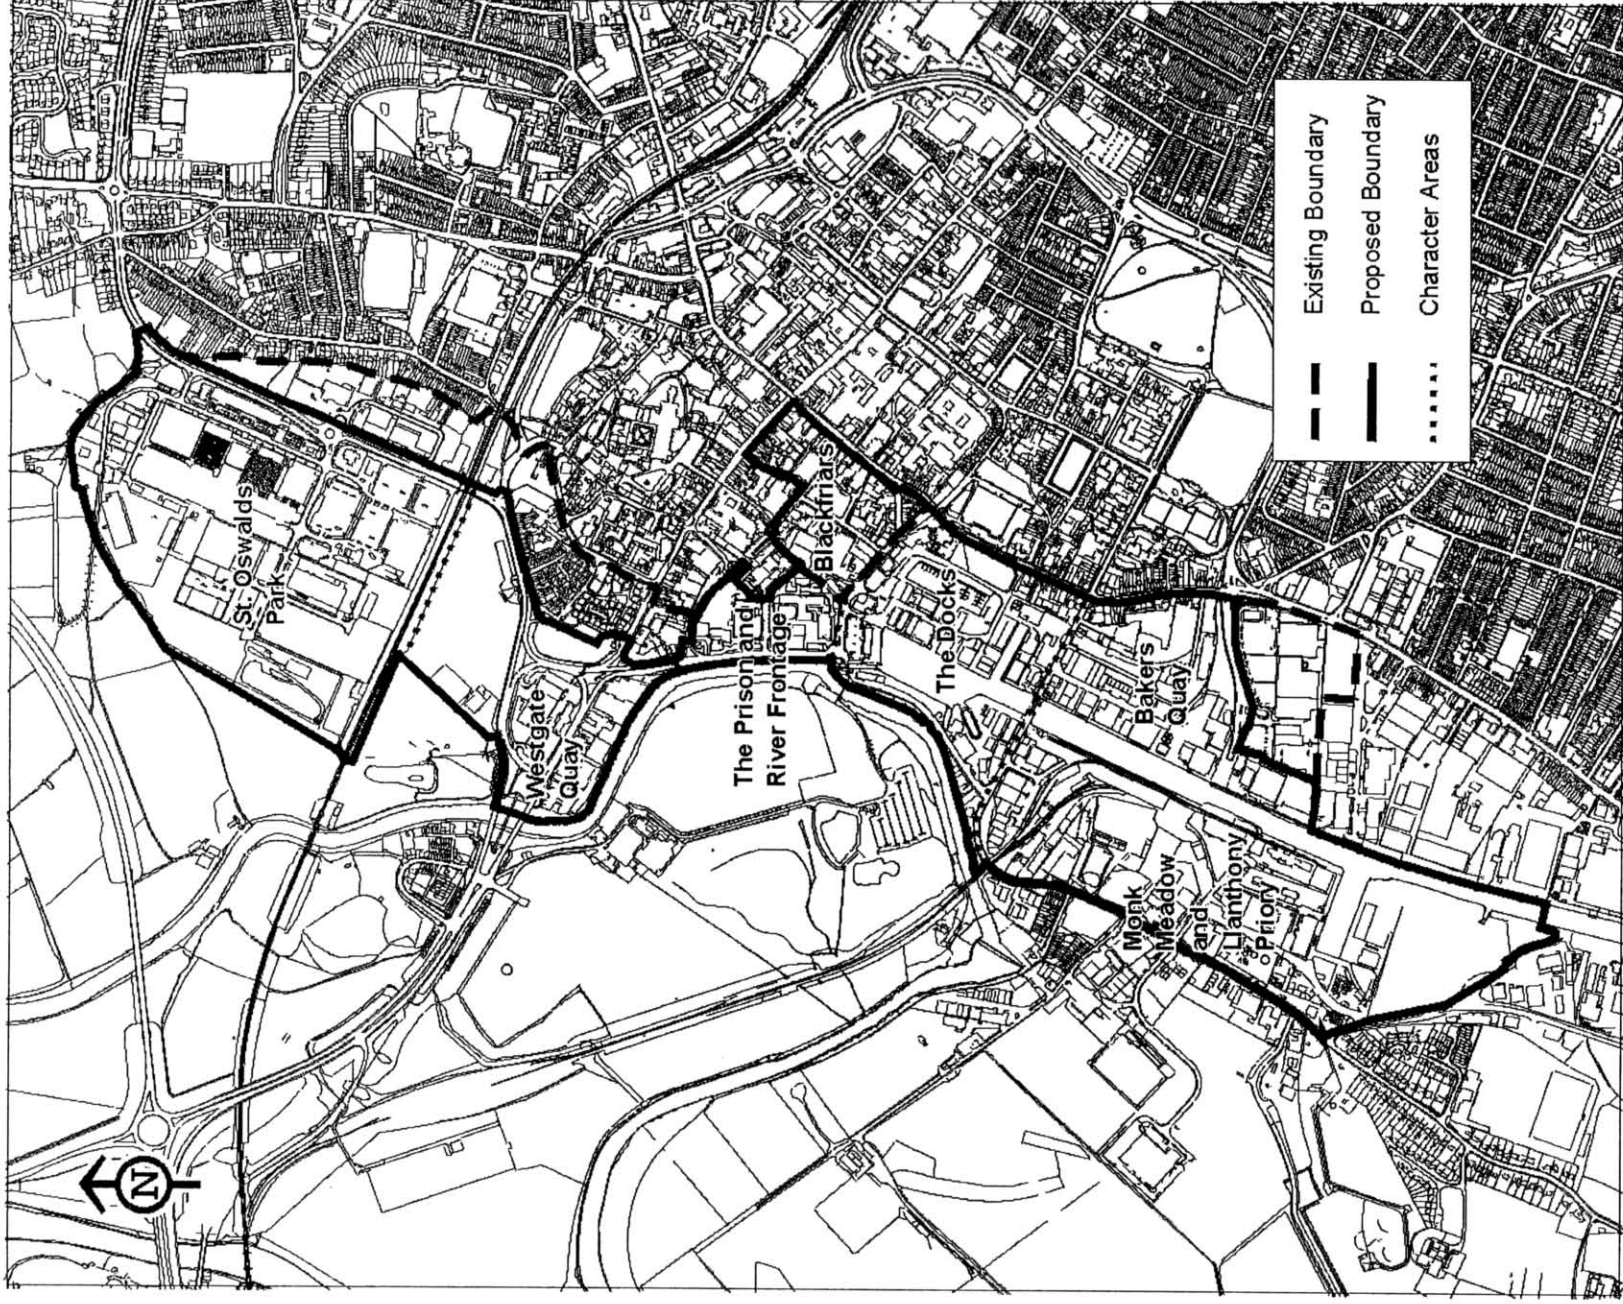 St. Oswalds
Park
Westgate
Quay
The Prison and
River Frontage
Blackfriars
The Docks
Bakers
Quay
Monk
Meadow
and
Llanthony
Priory
Existing Boundary
Proposed Boundary
Character Areas
N